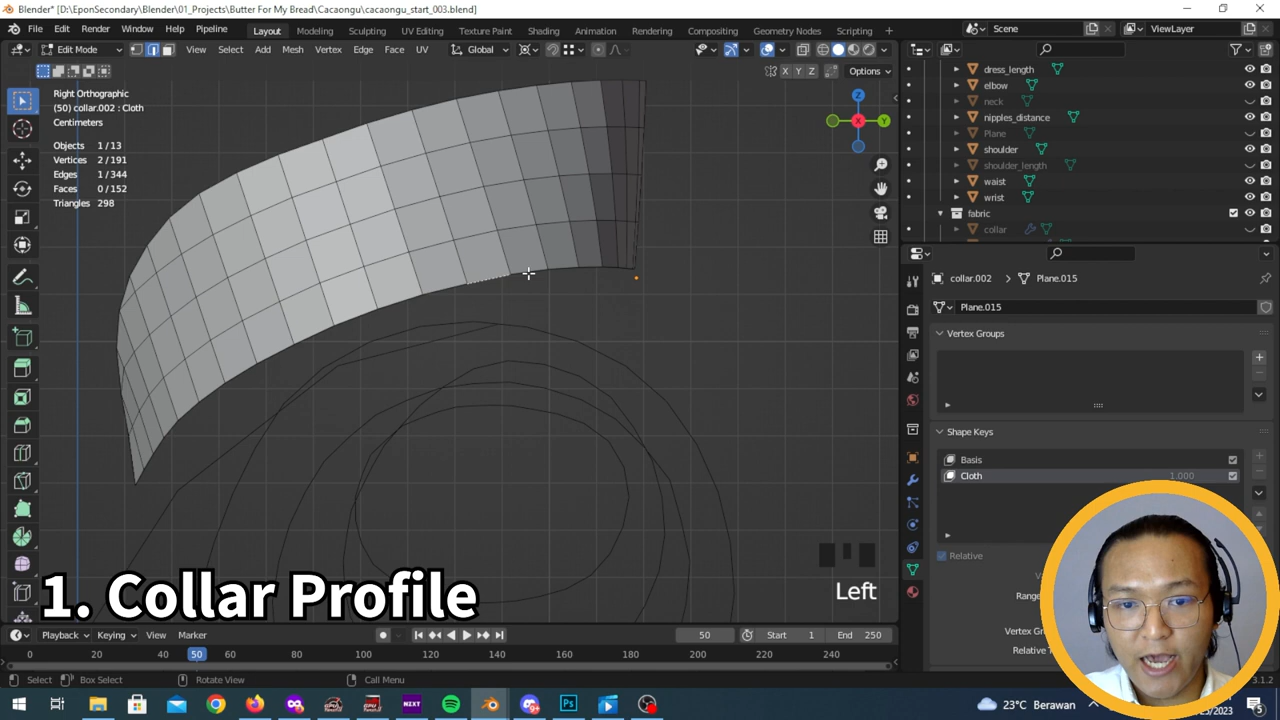 Blender* [D:\EponSecondary\Blender\01_Projects\Butter For My Bread\Cacaongu\cacaongu_start_003.blend]
File Edit Render Window Help Pipeline Layout Modeling Sculpting UV Editing Texture Paint Shading Animation Rendering Compositing Geometry Nodes Scripting + Scene ViewLayer
Edit Mode View Select Add Mesh Vertex Edge Face UV Global
X Y Z Options
Right Orthographic
(50) collar.002 : Cloth
Centimeters
Objects 1 / 13
Vertices 2 / 191
Edges 1 / 344
Faces 0 / 152
Triangles 298
Z
X
Y
dress_length
elbow
neck
nipples_distance
Plane
shoulder
shoulder_length
waist
wrist
fabric
collar
collar.002 Plane.015
Plane.015
Vertex Groups
Shape Keys
Basis
Cloth 1.000
Relative
Range
Vertex Gr
Relative T
Left
1. Collar Profile
Playback Keying View Marker 50 Start 1 End 250
0 20 40 50 60 80 100 120 140 160 180 200 220 240
Select Box Select Rotate View Call Menu 3.1.2
23°C Berawan